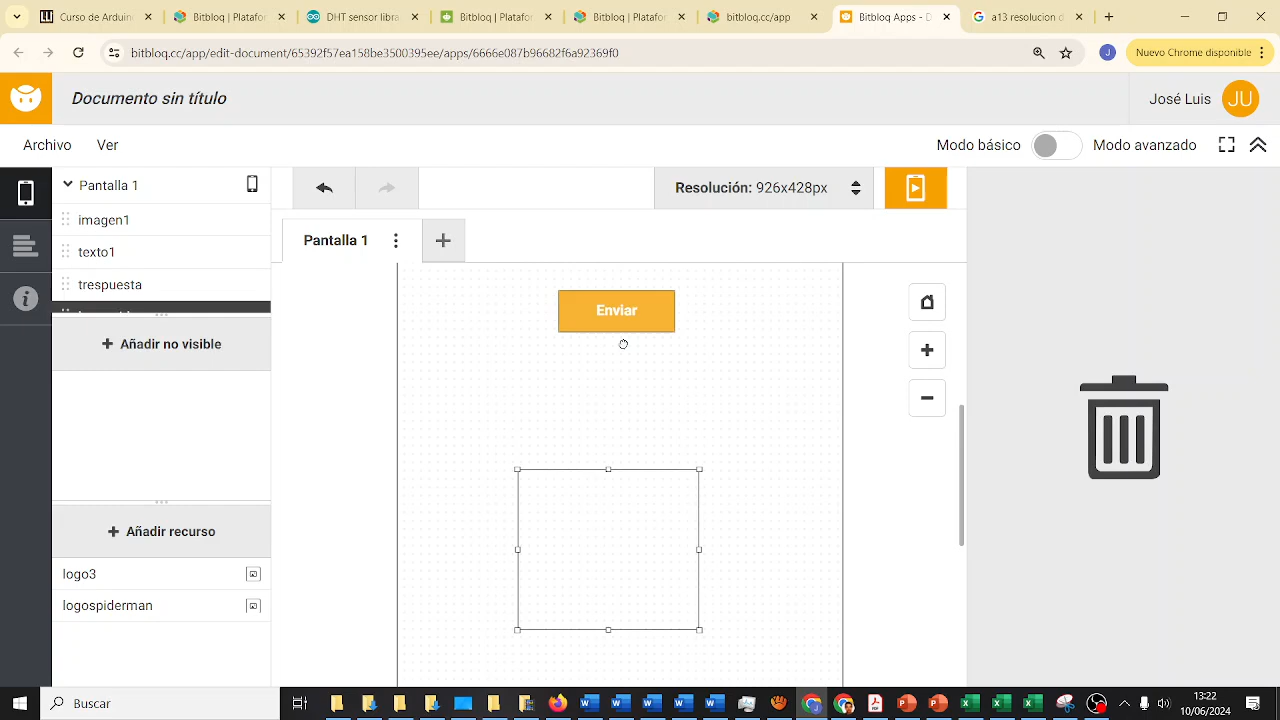 Curso de Arduino
Bitbloq | Platafor
DHT sensor libre
Bitbloq | Platafor
Bitbloq | Platafor
bitbloq.cc/app
Bitbloq Apps - D
a13 resolucion d
bitbloq.cc/app/edit-document/65392f57ea158be3500395ee/apps/6666e087b96682f6a92369f0
J
Nuevo Chrome disponible
Documento sin título
José Luis
JU
Archivo
Ver
Modo básico
Modo avanzado
Pantalla 1
Resolución: 926x428px
imagen1
texto1
trespuesta
Pantalla 1
Enviar
Añadir no visible
Añadir recurso
logo3
logospiderman
Buscar
13:22
10/06/2024